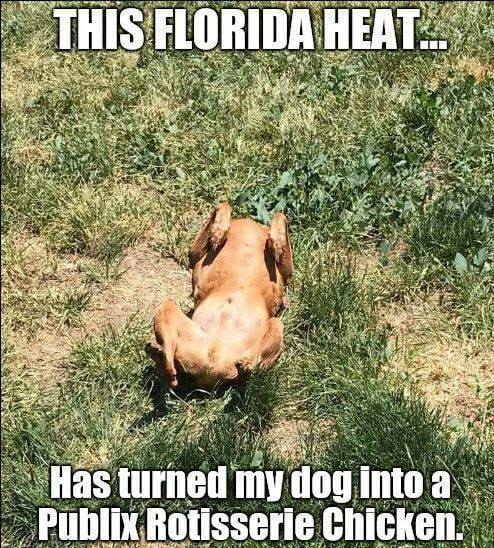 THIS FLORIDA HEAT...
Has turned my dog into a
Publix Rotisserie Chicken.